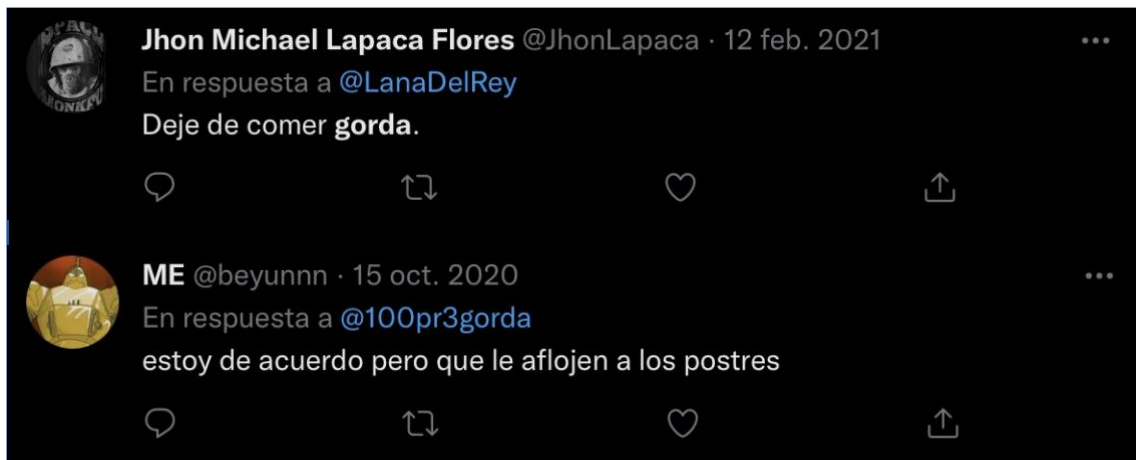 Jhon Michael Lapaca Flores @JhonLapaca · 12 feb. 2021
En respuesta a @LanaDelRey
Deje de comer gorda.
ME @beyunnn · 15 oct. 2020
En respuesta a @100pr3gorda
estoy de acuerdo pero que le aflojen a los postres